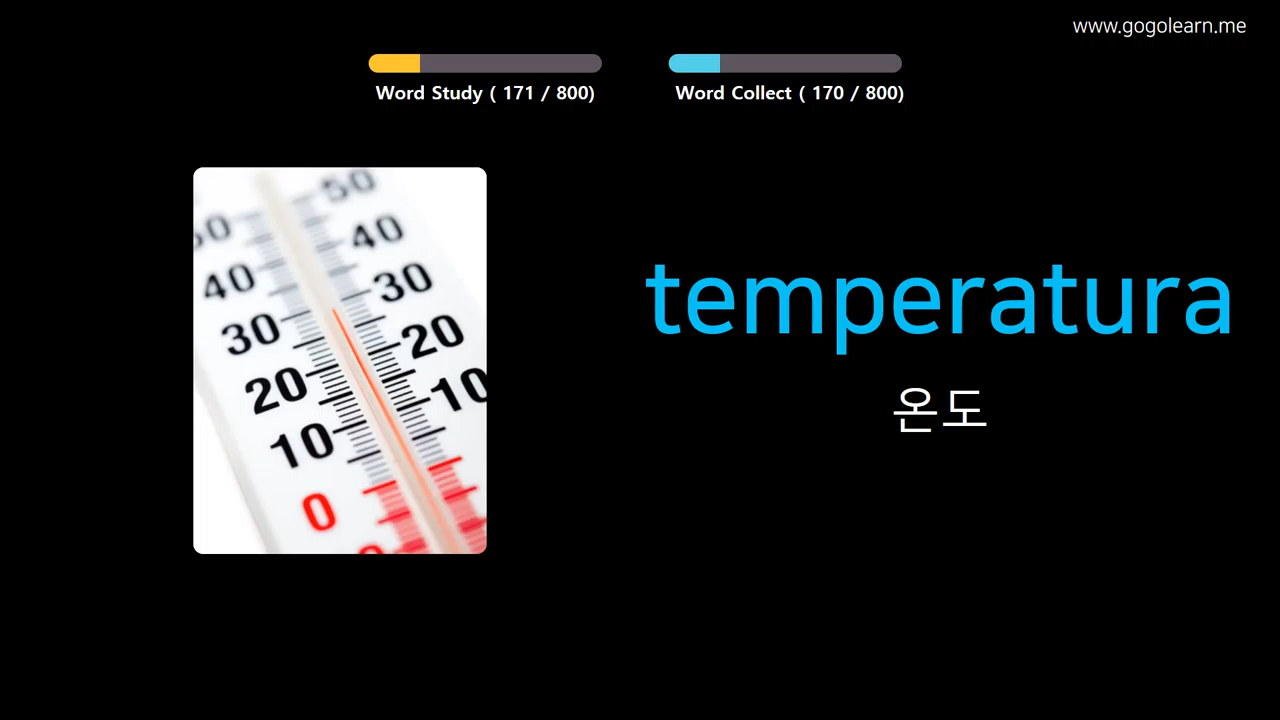 www.gogolearn.me
Word Study ( 171 / 800)
Word Collect ( 170 / 800)
50
40
30
20
10
40
30
20
10
0
temperatura
온도